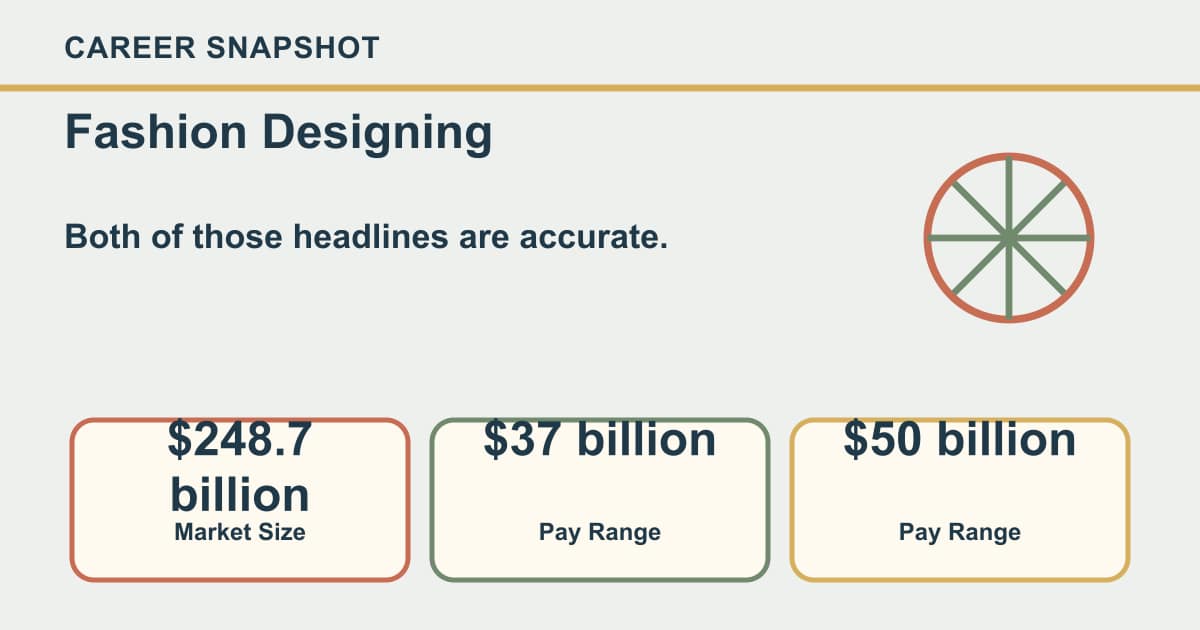 CAREER SNAPSHOT
Fashion Designing
Both of those headlines are accurate.
$248.7
billion
Market Size
$37 billion
Pay Range
$50 billion
Pay Range